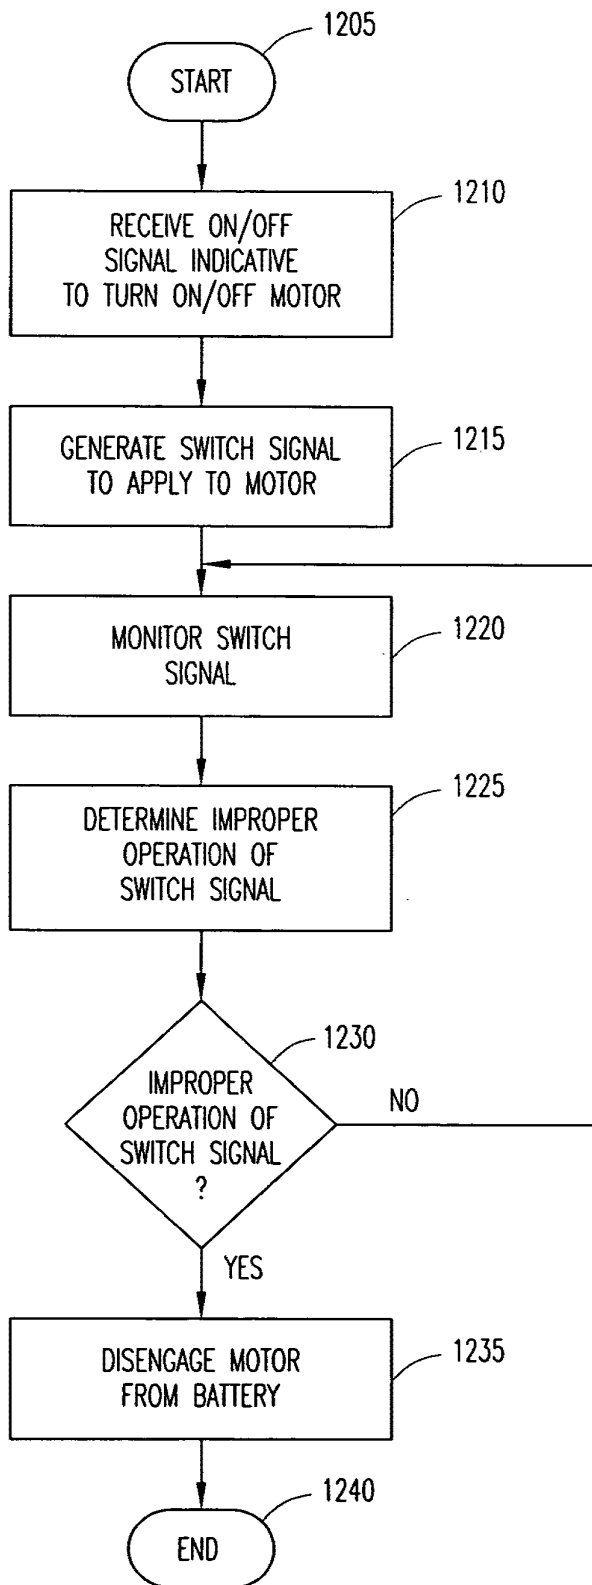 1205
START
1210
RECEIVE ON/OFF
SIGNAL INDICATIVE
TO TURN ON/OFF MOTOR
1215
GENERATE SWITCH SIGNAL
TO APPLY TO MOTOR
1220
MONITOR SWITCH
SIGNAL
1225
DETERMINE IMPROPER
OPERATION OF
SWITCH SIGNAL
1230
IMPROPER
OPERATION OF
SWITCH SIGNAL
?
NO
YES
1235
DISENGAGE MOTOR
FROM BATTERY
1240
END